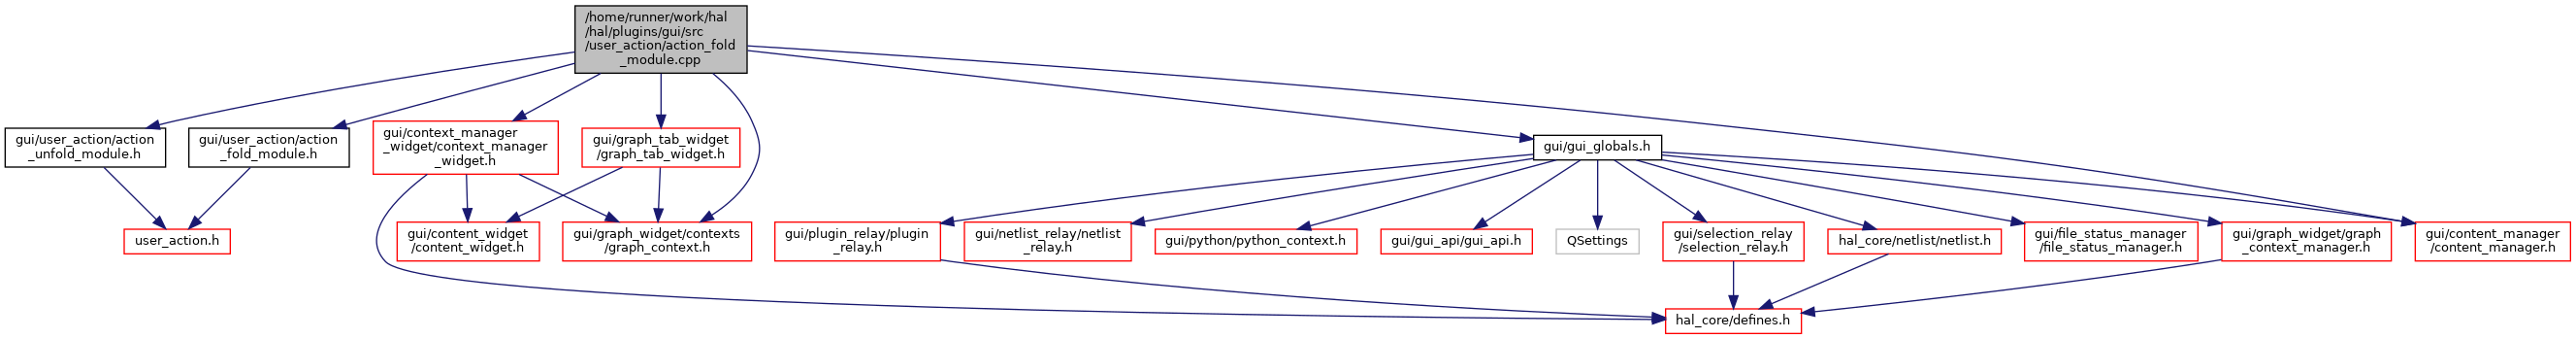 /home/runner/work/hal
/hal/plugins/gui/src
/user_action/action_fold
_module.cpp
gui/user_action/action
_unfold_module.h
gui/user_action/action
_fold_module.h
gui/context_manager
_widget/context_manager
_widget.h
gui/graph_tab_widget
/graph_tab_widget.h
gui/gui_globals.h
user_action.h
gui/content_widget
/content_widget.h
gui/graph_widget/contexts
/graph_context.h
gui/plugin_relay/plugin
_relay.h
gui/netlist_relay/netlist
_relay.h
gui/python/python_context.h
gui/gui_api/gui_api.h
QSettings
gui/selection_relay
/selection_relay.h
hal_core/netlist/netlist.h
gui/file_status_manager
/file_status_manager.h
gui/graph_widget/graph
_context_manager.h
gui/content_manager
/content_manager.h
hal_core/defines.h